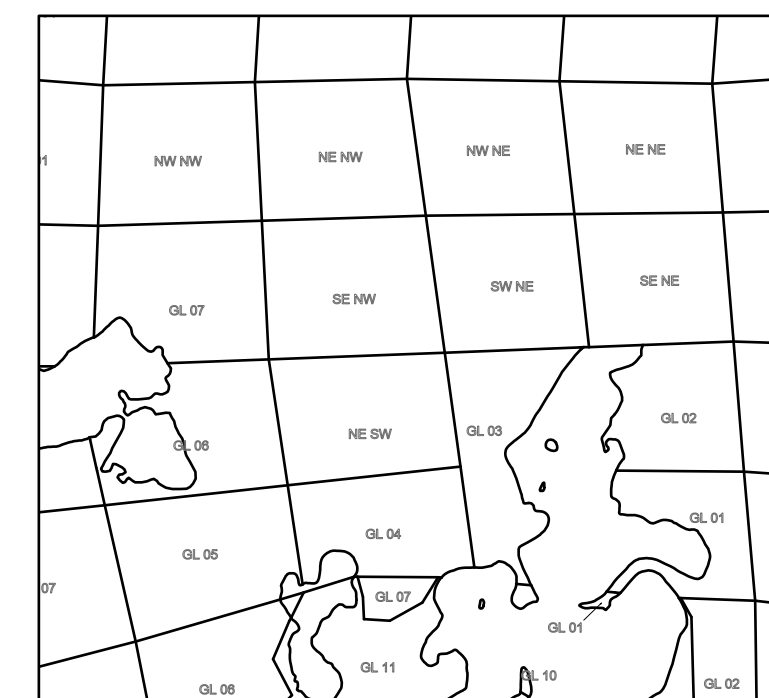 NW NW
NE NW
NW NE
NE NE
GL 07
SE NW
SW NE
SE NE
GL 06
NE SW
GL 03
GL 02
GL 05
GL 04
GL 01
07
GL 07
GL 01
GL 06
GL 11
GL 10
GL 02